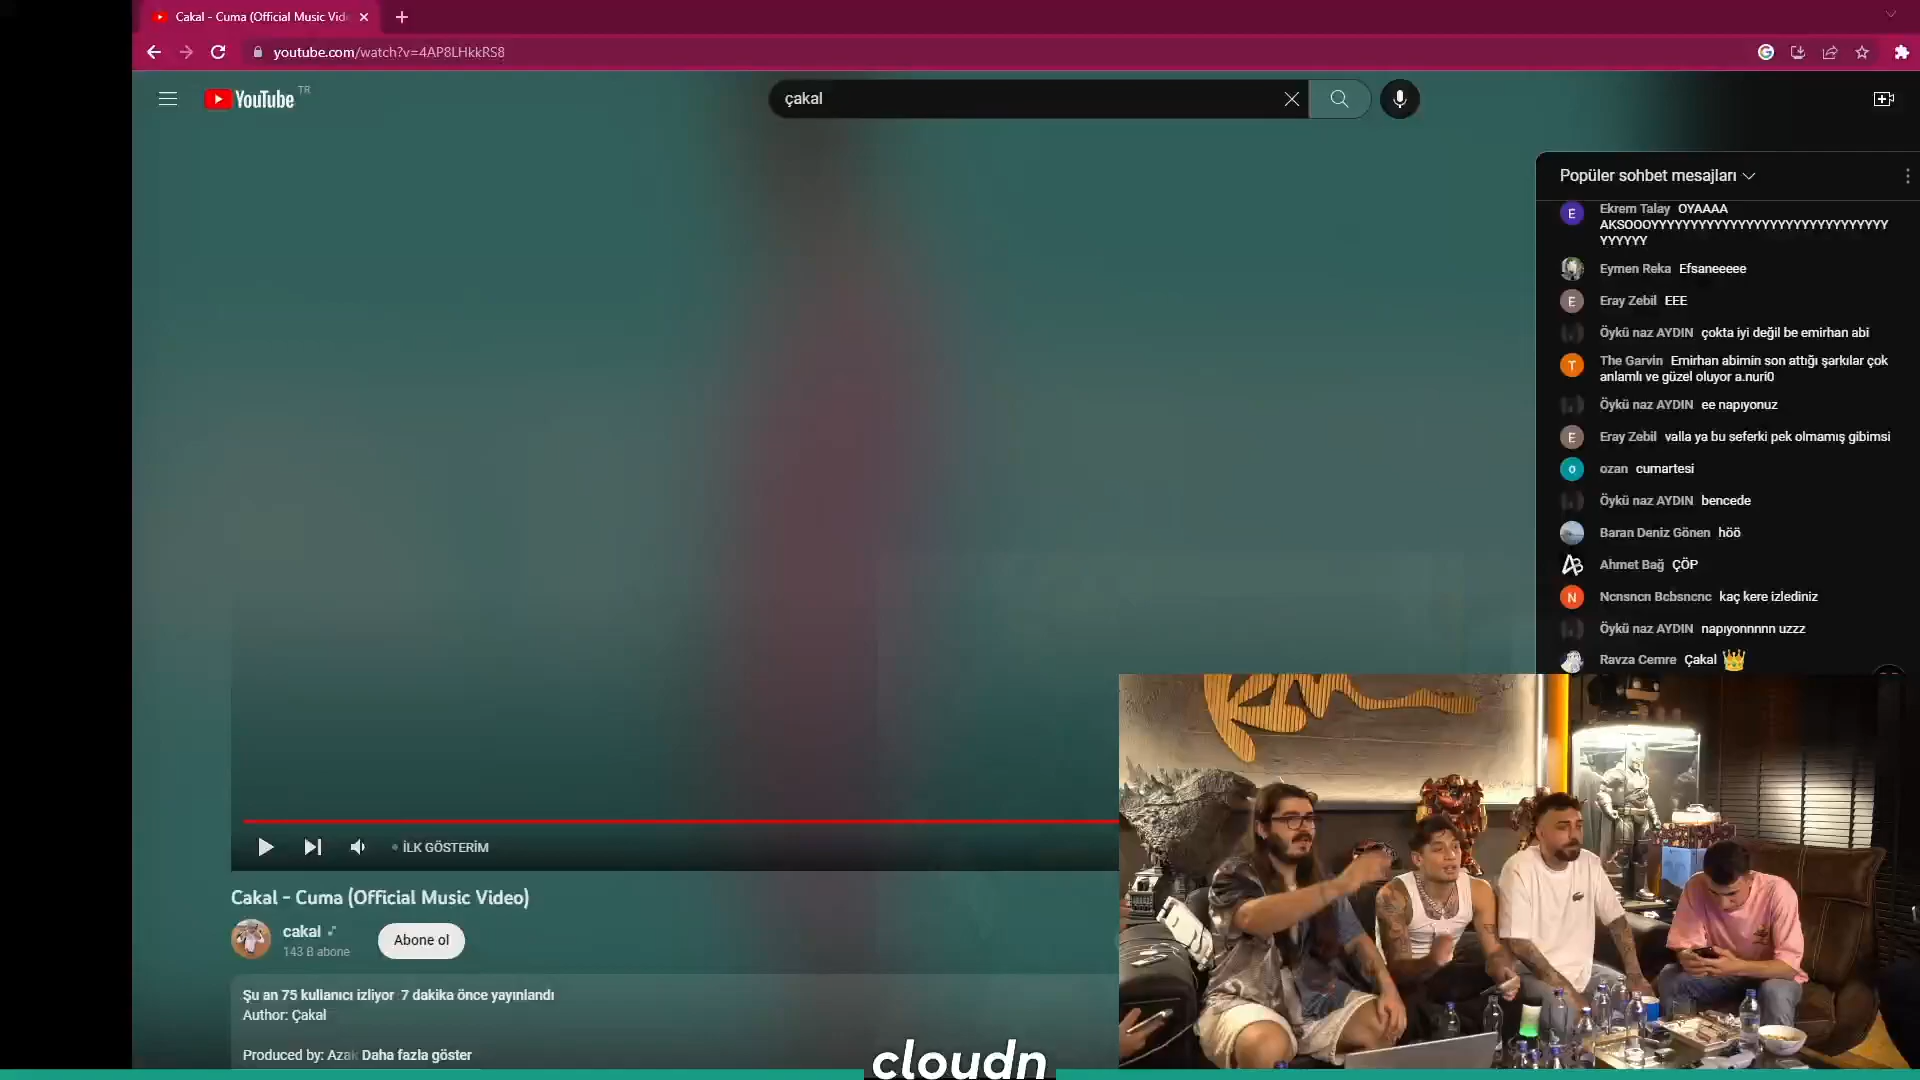 Cakal - Cuma (Official Music Vid
youtube.com/watch?v=4AP8LHkkRS8
YouTube TR
çakal
Popüler sohbet mesajları
Ekrem Talay OYAAAA
AKSOOOYYYYYYYYYYYYYYYYYYYYYYYYYYYYYY
YYYYYY
Eymen Reka Efsaneeeee
Eray Zebil EEE
Öykü naz AYDIN çokta iyi değil be emirhan abi
The Garvin Emirhan abimin son attığı şarkılar çok
anlamlı ve güzel oluyor a.nuri0
Öykü naz AYDIN ee napıyonuz
Eray Zebil valla ya bu seferki pek olmamış gibimsi
ozan cumartesi
Öykü naz AYDIN bencede
Baran Deniz Gönen höö
Ahmet Bağ ÇÖP
Ncnsncn Bcbsncnc kaç kere izlediniz
Öykü naz AYDIN napıyonnnnn uzzz
Ravza Cemre Çakal
İLK GÖSTERİM
Cakal - Cuma (Official Music Video)
cakal
143 B abone
Abone ol
Şu an 75 kullanıcı izliyor 7 dakika önce yayınlandı
Author: Çakal
Produced by: Azak Daha fazla göster
cloudn